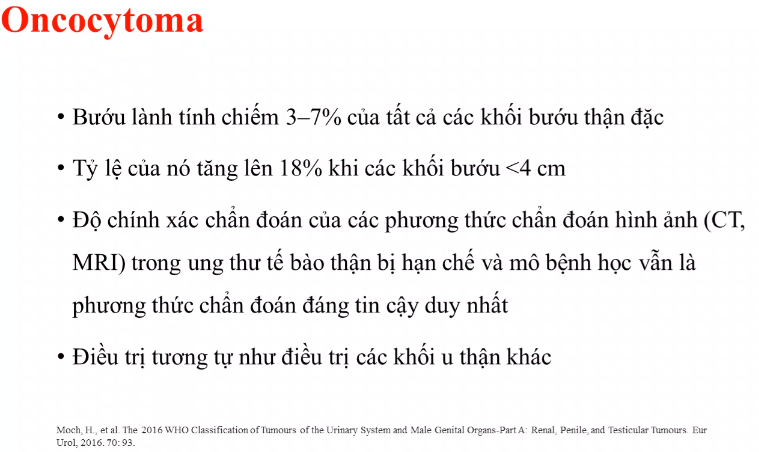 Oncocytoma
• Bướu lành tính chiếm 3–7% của tất cả các khối bướu thận đặc
• Tỷ lệ của nó tăng lên 18% khi các khối bướu <4 cm
• Độ chính xác chẩn đoán của các phương thức chẩn đoán hình ảnh (CT,
MRI) trong ung thư tế bào thận bị hạn chế và mô bệnh học vẫn là
phương thức chẩn đoán đáng tin cậy duy nhất
• Điều trị tương tự như điều trị các khối u thận khác
Moch, H., et al. The 2016 WHO Classification of Tumours of the Urinary System and Male Genital Organs-Part A: Renal, Penile, and Testicular Tumours. Eur
Urol, 2016. 70: 93.